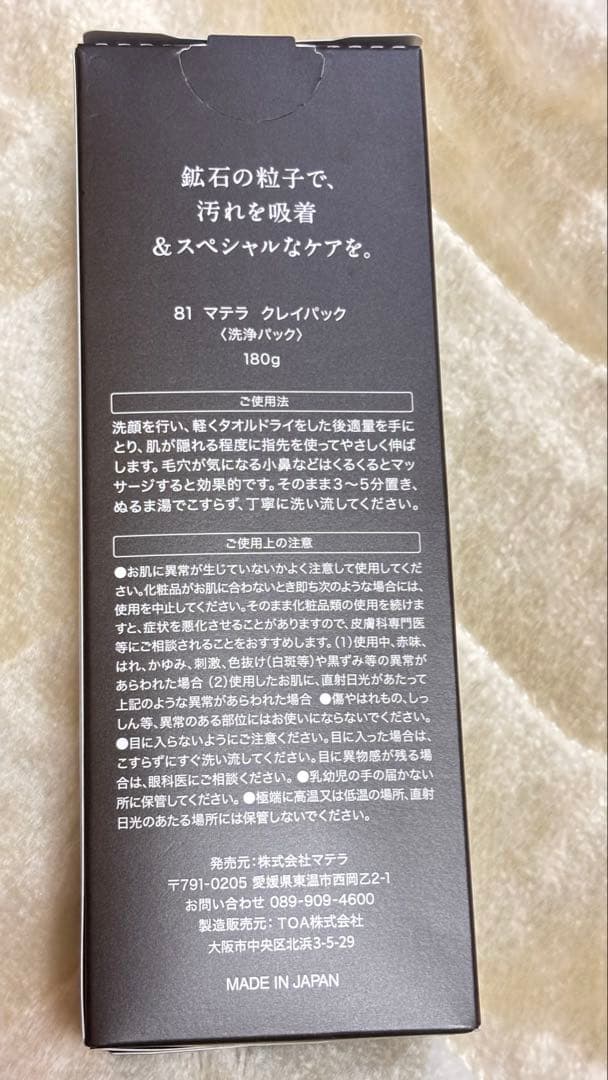 鉱石の粒子で、
汚れを吸着
&スペシャルなケアを。
81 マテラ クレイパック
〈洗浄パック〉
180g
ご使用法
洗顔を行い、軽くタオルドライをした後適量を手に
とり、肌が隠れる程度に指先を使ってやさしく伸ば
します。毛穴が気になる小鼻などはくるくるとマッ
サージすると効果的です。そのまま3～5分置き、
ぬるま湯でこすらず、丁寧に洗い流してください。
ご使用上の注意
●お肌に異常が生じていないかよく注意して使用してくだ
さい。化粧品がお肌に合わないとき即ち次のような場合には、
使用を中止してください。そのまま化粧品類の使用を続けま
すと、症状を悪化させることがありますので、皮膚科専門医
等にご相談されることをおすすめします。(1)使用中、赤味、
はれ、かゆみ、刺激、色抜け(白斑等)や黒ずみ等の異常が
あらわれた場合 (2)使用したお肌に、直射日光があたって
上記のような異常があらわれた場合 ●傷やはれもの、しっ
しん等、異常のある部位にはお使いにならないでください。
●目に入らないようにご注意ください。目に入った場合は、
こすらずにすぐ洗い流してください。目に異物感が残る場
合は、眼科医にご相談ください。●乳幼児の手の届かない
所に保管してください。●極端に高温又は低温の場所、直射
日光のあたる場所には保管しないでください。
発売元:株式会社マテラ
〒791-0205 愛媛県東温市西岡乙2-1
お問い合わせ 089-909-4600
製造販売元: TOA株式会社
大阪市中央区北浜3-5-29
MADE IN JAPAN